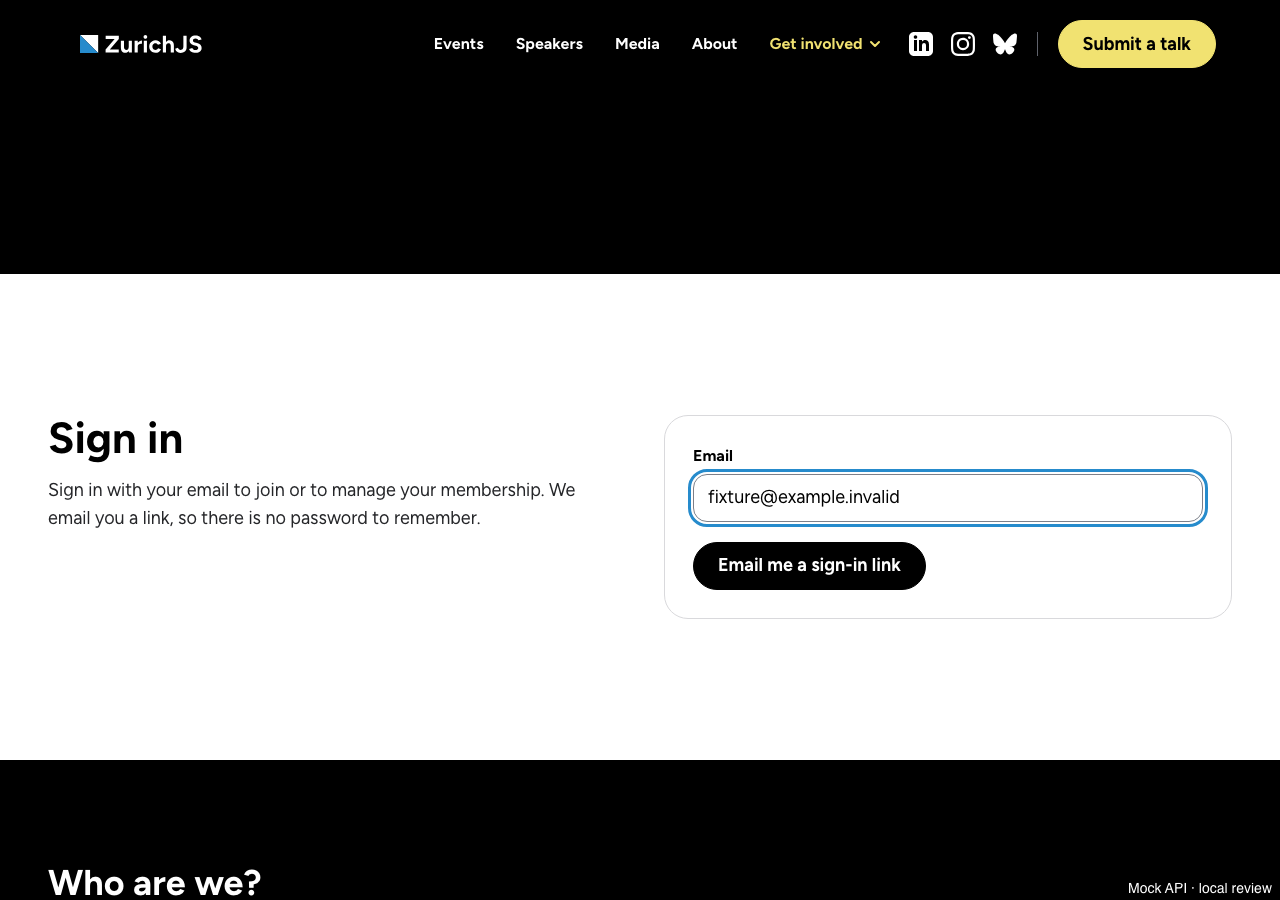 ZurichJS
Events
Speakers
Media
About
Get involved
in
Submit a talk
Sign in
Sign in with your email to join or to manage your membership. We
email you a link, so there is no password to remember.
Email
fixture@example.invalid
Email me a sign-in link
Who are we?
Mock API · local review